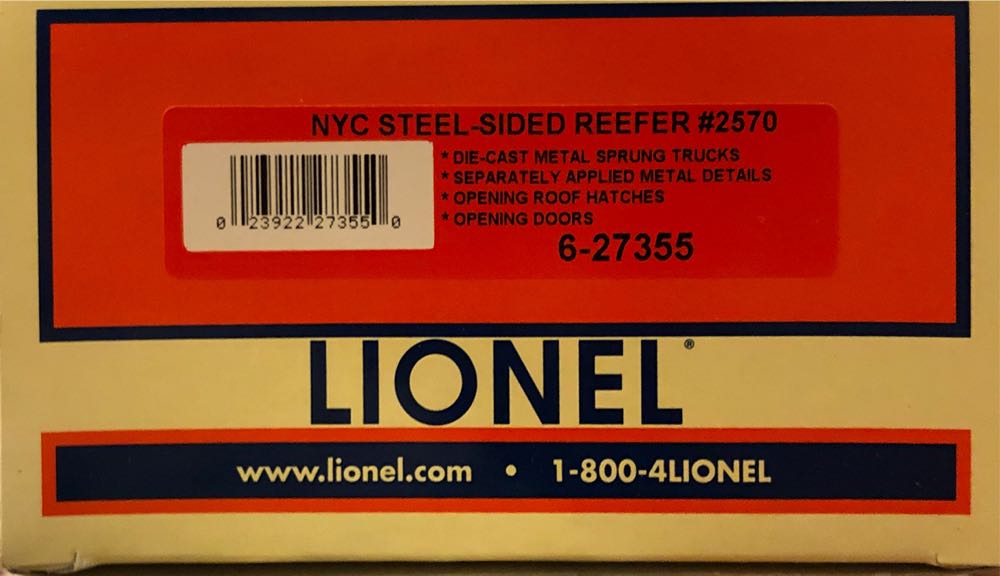 NYC STEEL-SIDED REEFER #2570
* DIE-CAST METAL SPRUNG TRUCKS
* SEPARATELY APPLIED METAL DETAILS
* OPENING ROOF HATCHES
* OPENING DOORS
0 23922 27355 0
6-27355
LIONEL®
www.lionel.com • 1-800-4LIONEL